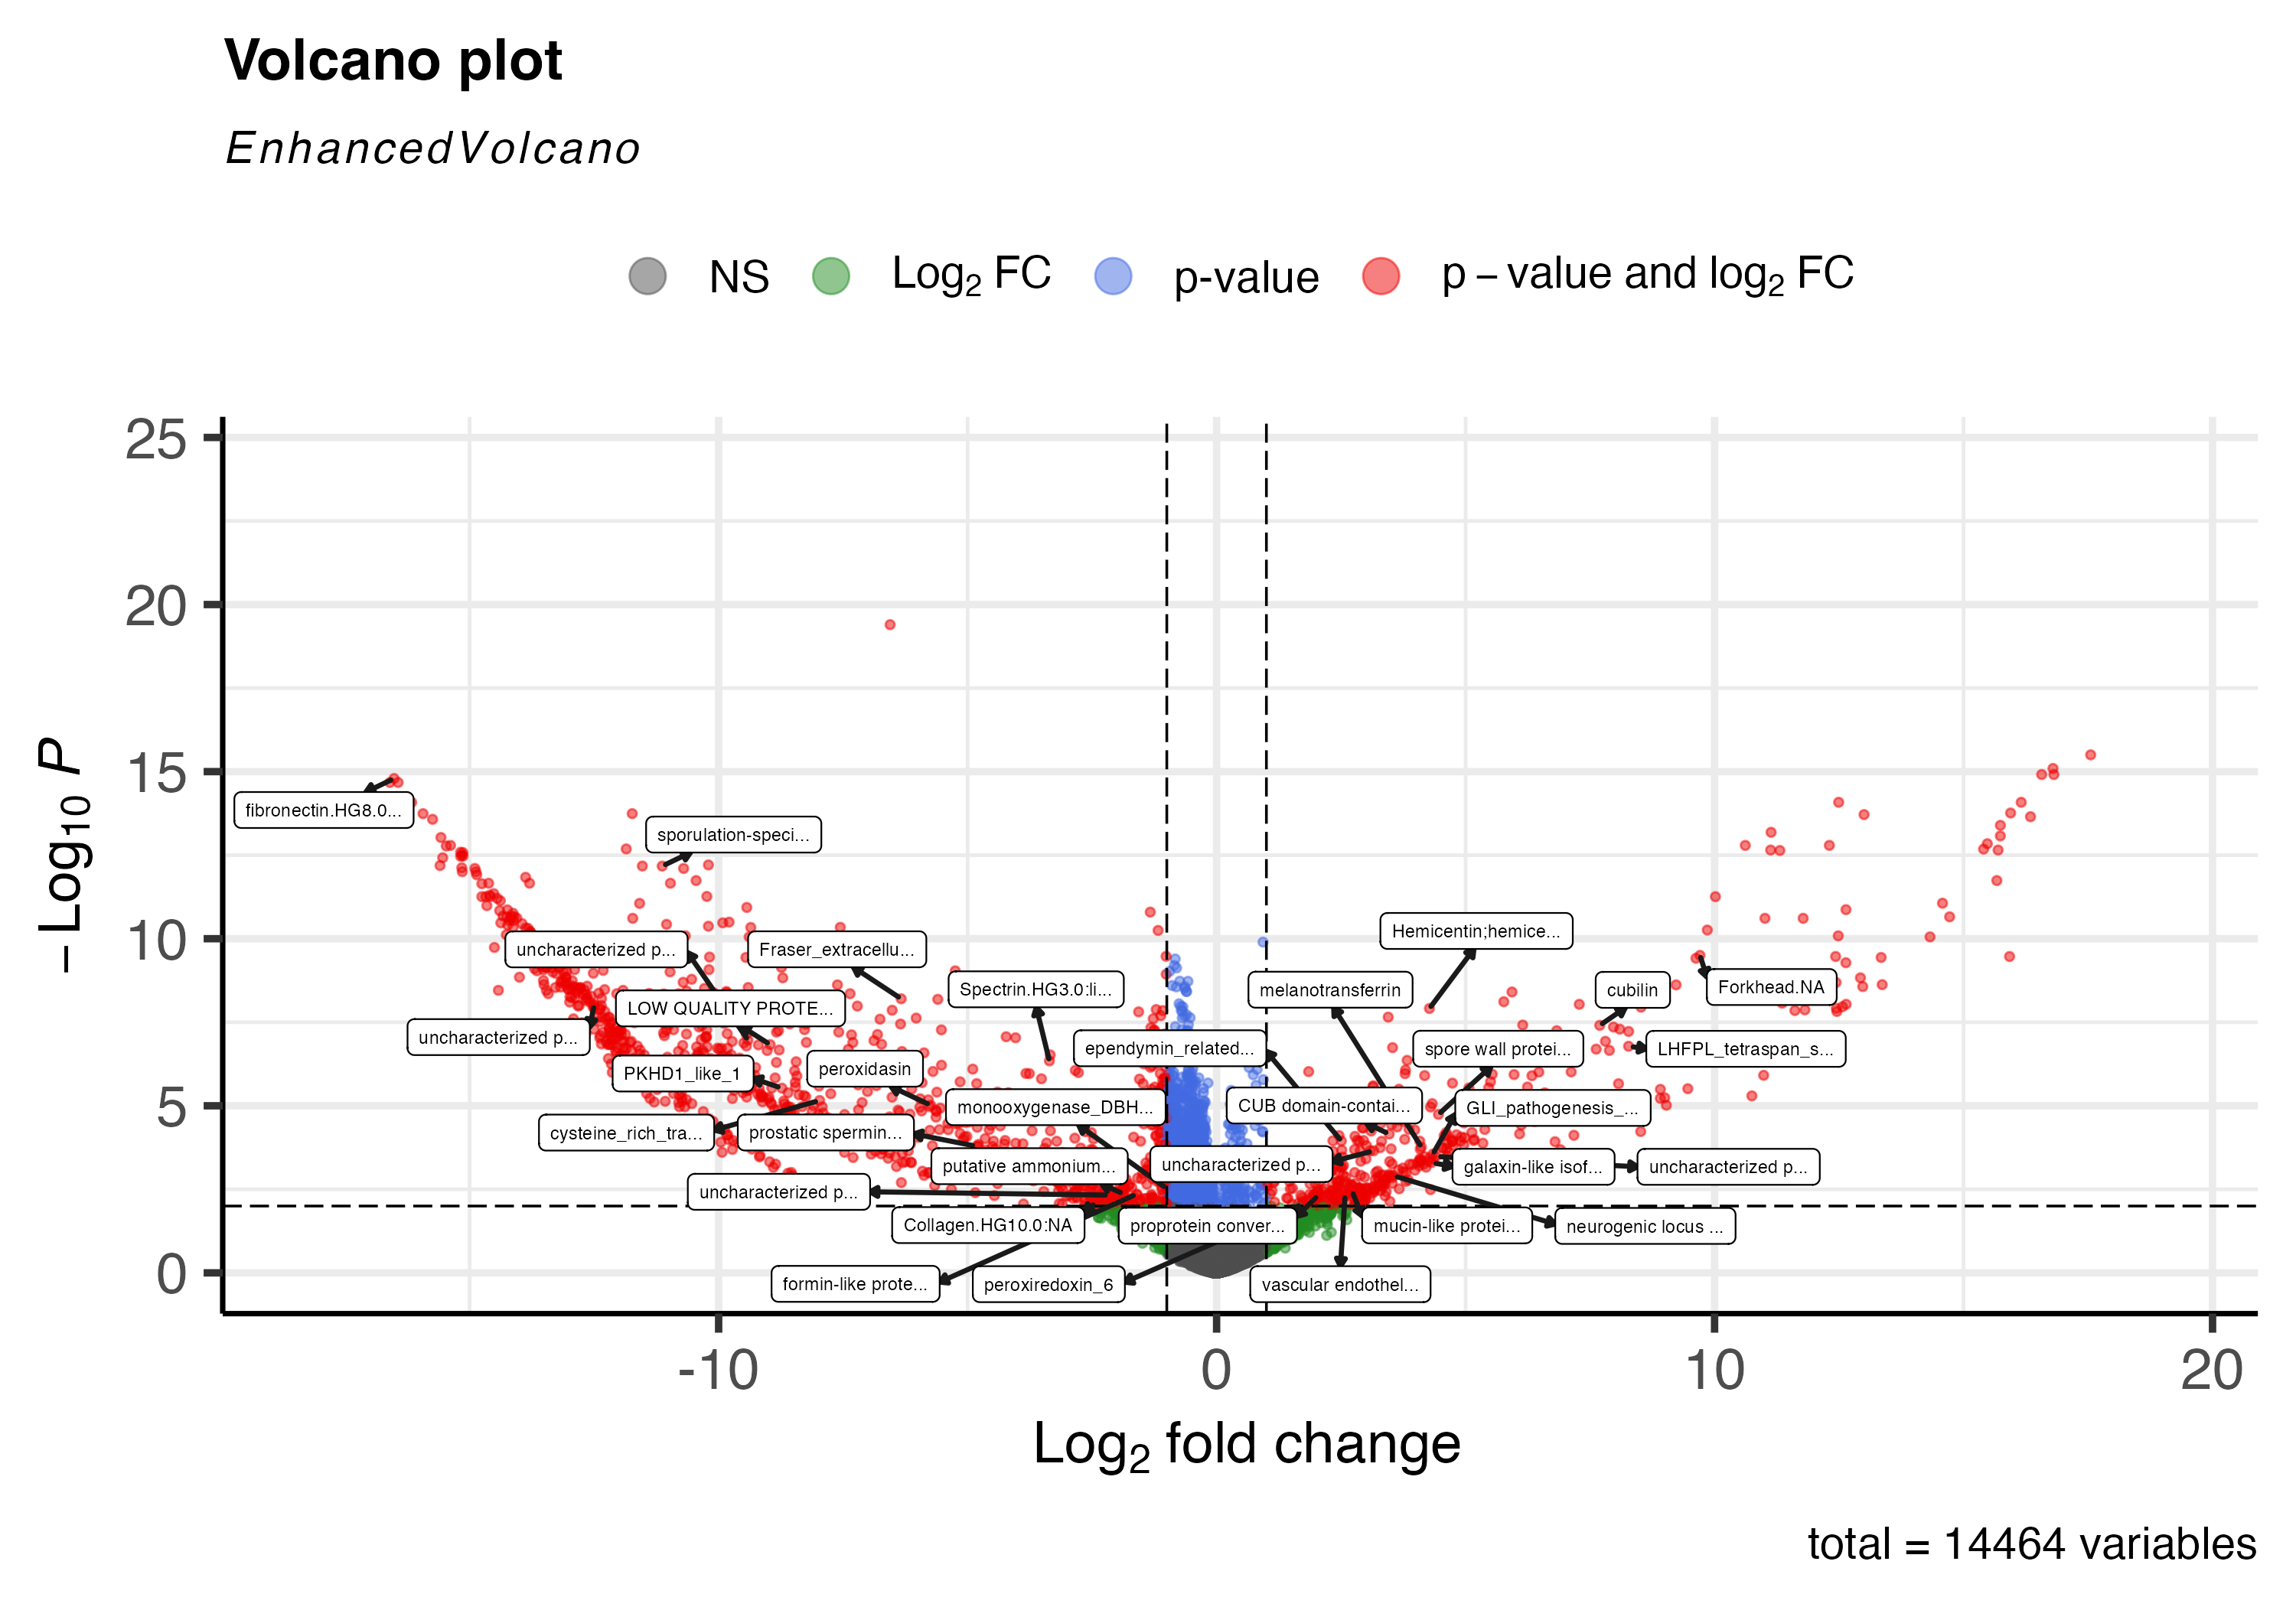 Volcano plot
EnhancedVolcano
NS Log2 FC p-value p – value and log2 FC
25
20
15
10
5
0
– Log10 P
fibronectin.HG8.0...
sporulation-speci...
uncharacterized p...
Fraser_extracellu...
Hemicentin;hemice...
Spectrin.HG3.0:li...
melanotransferrin
cubilin
Forkhead.NA
LOW QUALITY PROTE...
uncharacterized p...
ependymin_related...
spore wall protei...
LHFPL_tetraspan_s...
PKHD1_like_1
peroxidasin
monooxygenase_DBH...
CUB domain-contai...
GLI_pathogenesis_...
cysteine_rich_tra...
prostatic spermin...
putative ammonium...
uncharacterized p...
galaxin-like isof...
uncharacterized p...
uncharacterized p...
Collagen.HG10.0:NA
proprotein conver...
mucin-like protei...
neurogenic locus ...
formin-like prote...
peroxiredoxin_6
vascular endothel...
-10 0 10 20
Log2 fold change
total = 14464 variables